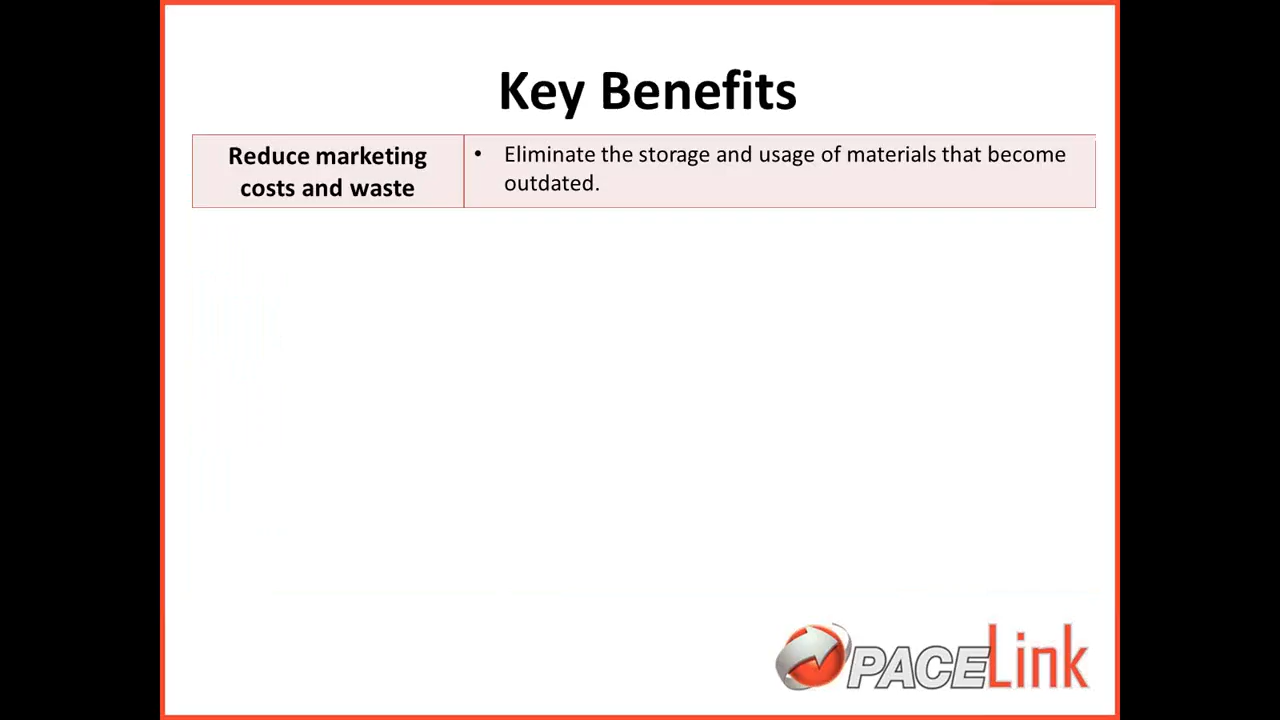 Key Benefits
Reduce marketing
costs and waste
• Eliminate the storage and usage of materials that become
outdated.
PACELink